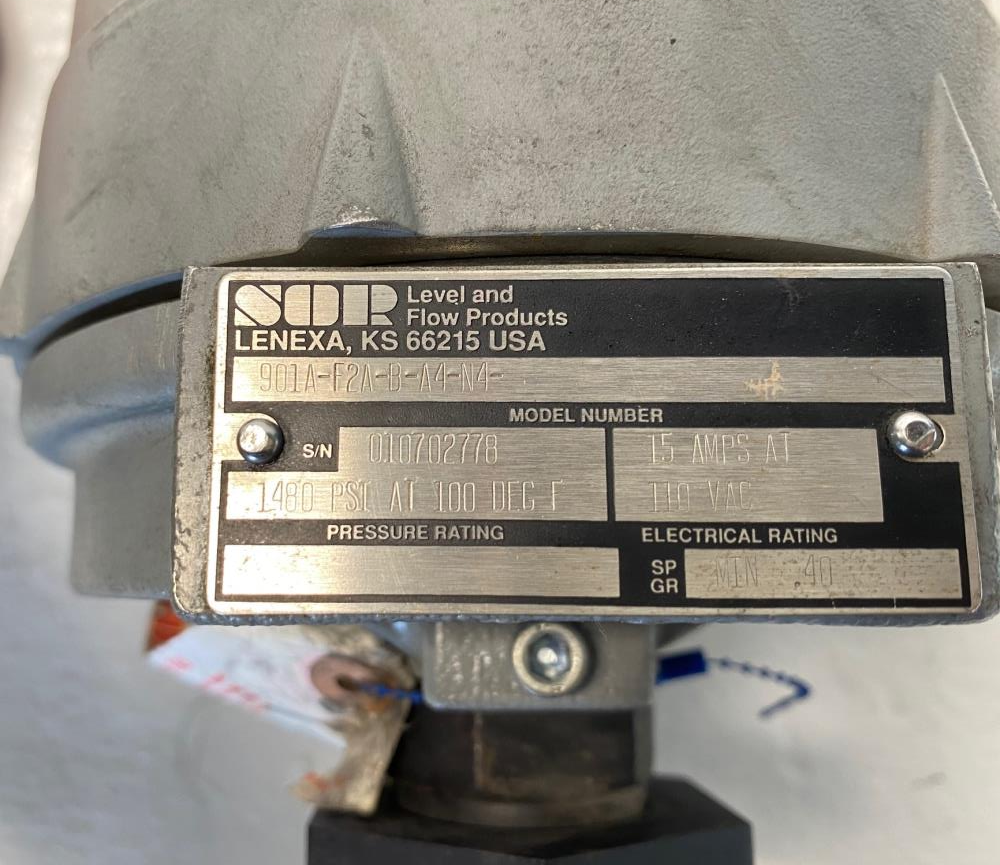 SOR Level and
Flow Products
LENEXA, KS 66215 USA
901A-F2A-B-A4-N4-
MODEL NUMBER
S/N 010702778
15 AMPS AT
1480 PSI AT 100 DEG F
110 VAC
PRESSURE RATING
ELECTRICAL RATING
SP
GR
MIN .40